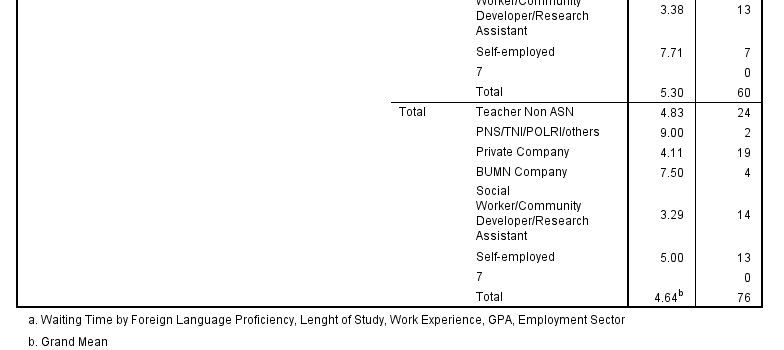 Worker/Community
Developer/Research
Assistant 3.38 13
Self-employed 7.71 7
7 0
Total 5.30 60
Total Teacher Non ASN 4.83 24
PNS/TNI/POLRI/others 9.00 2
Private Company 4.11 19
BUMN Company 7.50 4
Social
Worker/Community
Developer/Research
Assistant 3.29 14
Self-employed 5.00 13
7 0
Total 4.64b 76
a. Waiting Time by Foreign Language Proficiency, Lenght of Study, Work Experience, GPA, Employment Sector
b. Grand Mean